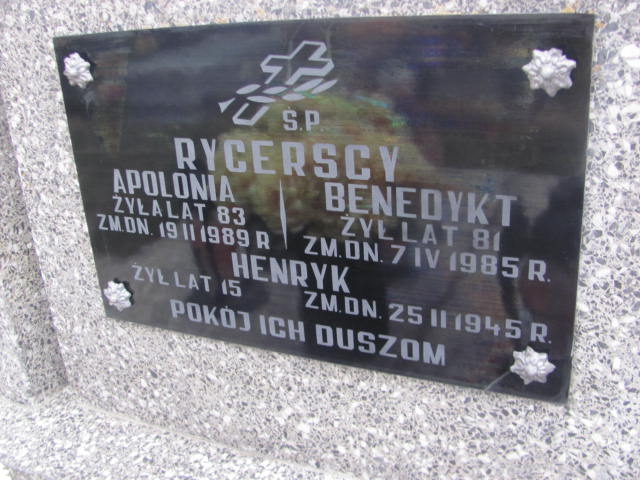 Ś.P.
RYCERSCY
APOLONIA
ŻYŁA LAT 83
ZM.DN. 19 II 1989 R
BENEDYKT
ŻYŁ LAT 81
ZM.DN. 7 IV 1985 R.
HENRYK
ŻYŁ LAT 15
ZM.DN. 25 II 1945 R.
POKÓJ ICH DUSZOM